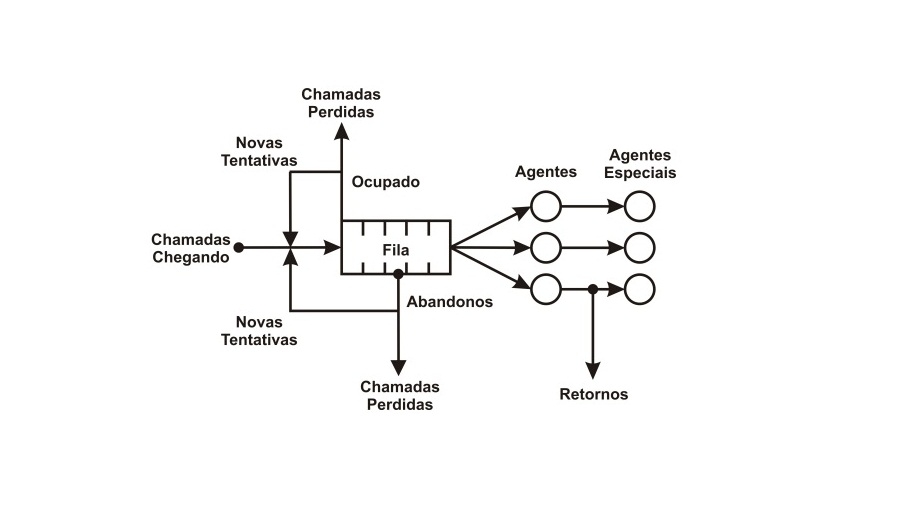 Chamadas
Perdidas
Novas
Tentativas
Ocupado
Agentes
Agentes
Especiais
Chamadas
Chegando
Fila
Abandonos
Novas
Tentativas
Chamadas
Perdidas
Retornos